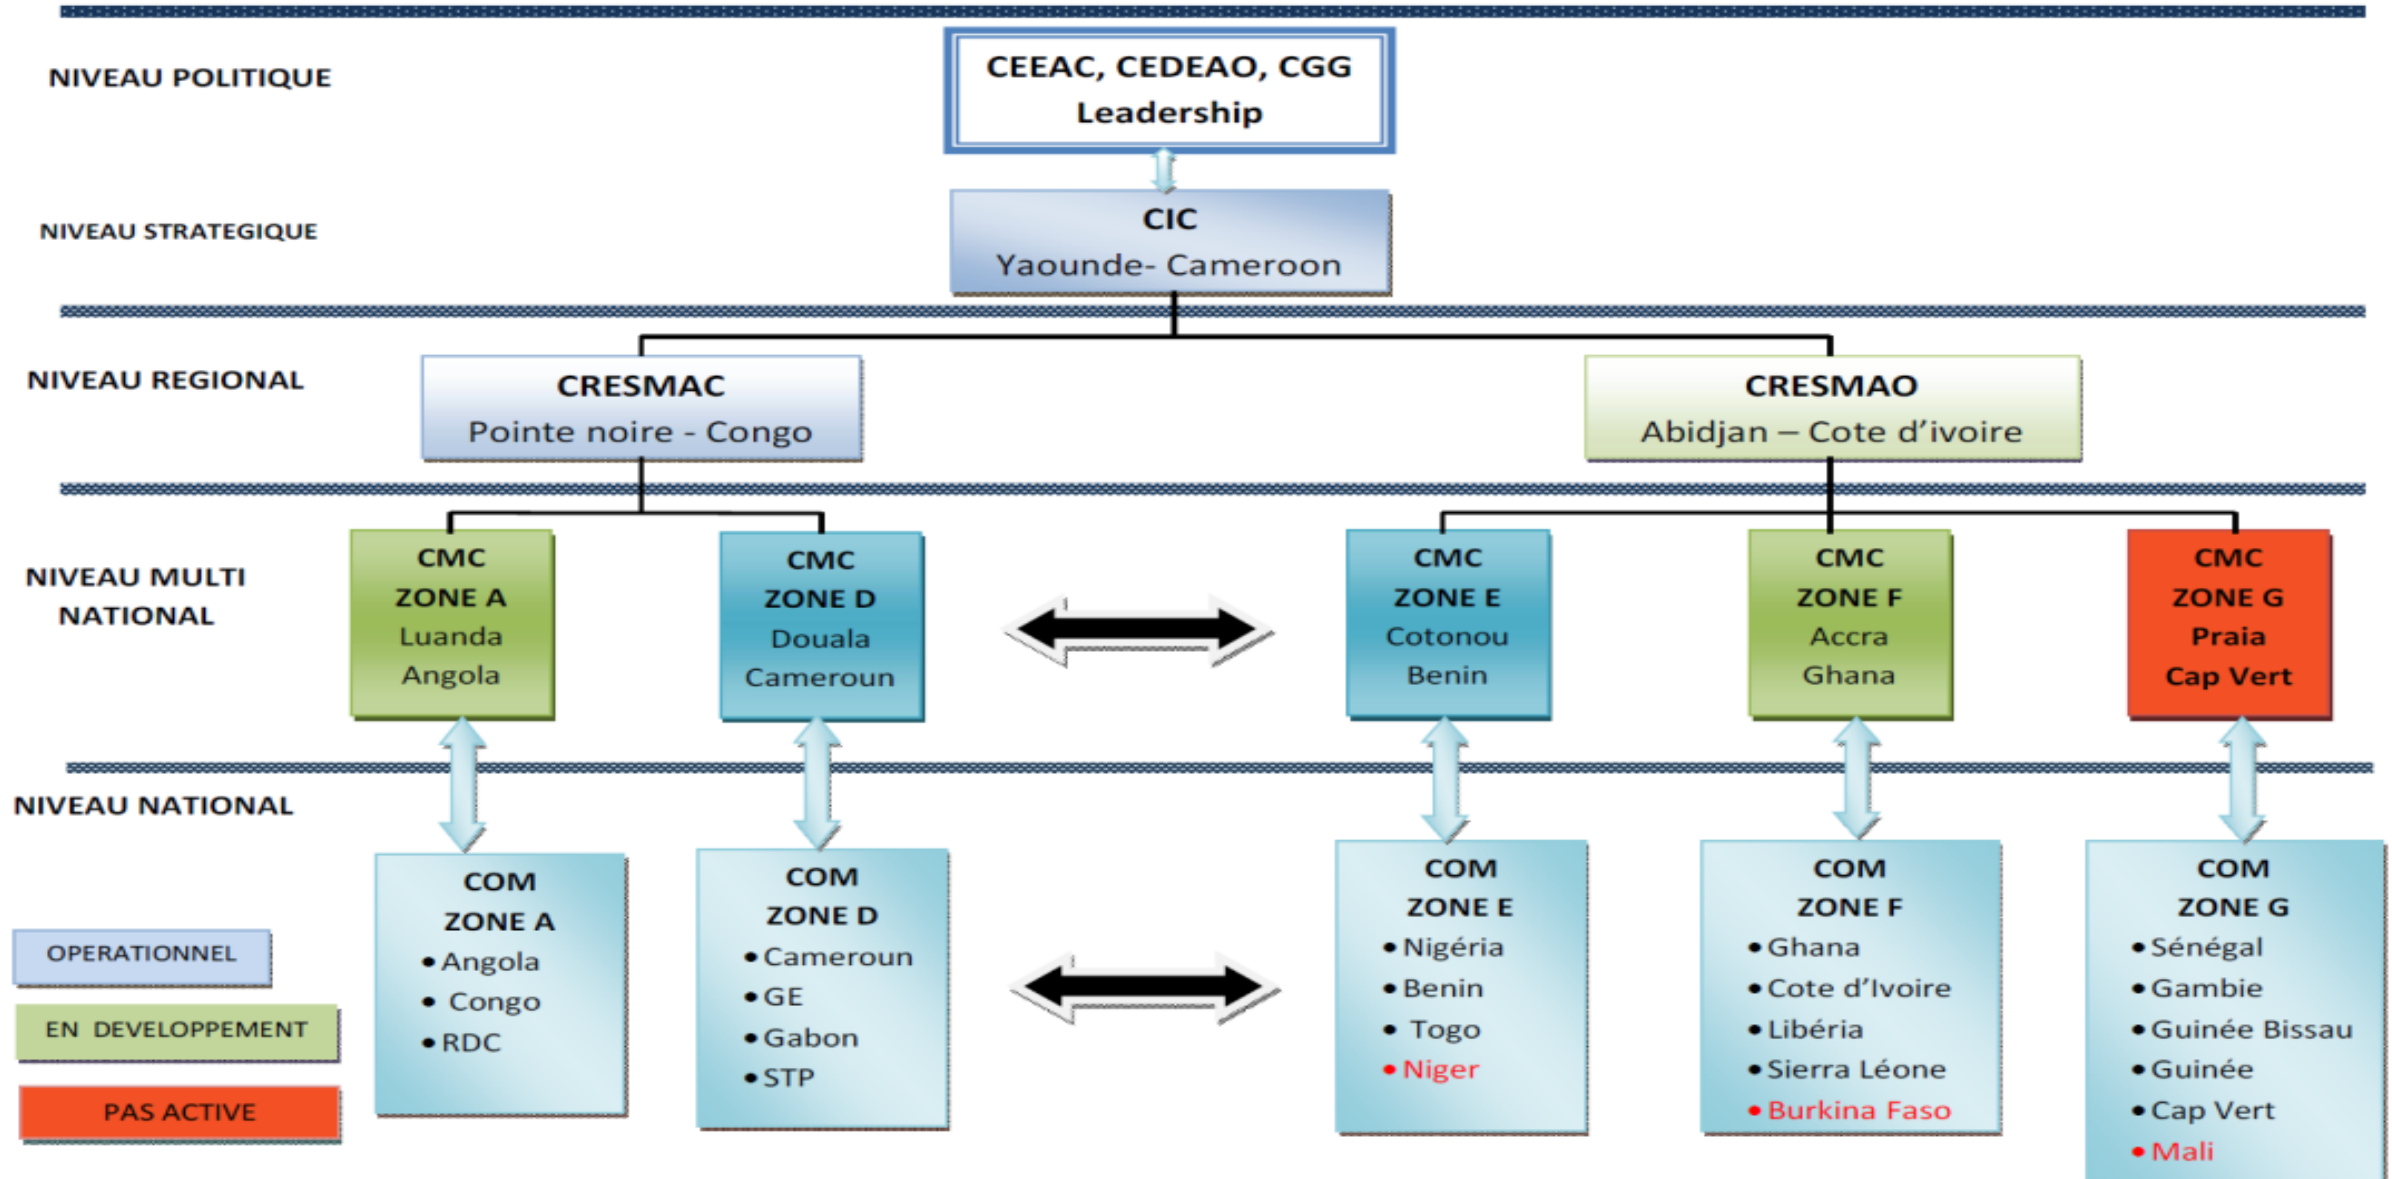 NIVEAU POLITIQUE
CEEAC, CEDEAO, CGG
Leadership
NIVEAU STRATEGIQUE
CIC
Yaounde- Cameroon
NIVEAU REGIONAL
CRESMAC
Pointe noire - Congo
CRESMAO
Abidjan – Cote d'ivoire
NIVEAU MULTI
NATIONAL
CMC
ZONE A
Luanda
Angola
CMC
ZONE D
Douala
Cameroun
CMC
ZONE E
Cotonou
Benin
CMC
ZONE F
Accra
Ghana
CMC
ZONE G
Praia
Cap Vert
NIVEAU NATIONAL
COM
ZONE A
• Angola
• Congo
• RDC
COM
ZONE D
• Cameroun
• GE
• Gabon
• STP
COM
ZONE E
• Nigéria
• Benin
• Togo
• Niger
COM
ZONE F
• Ghana
• Cote d'Ivoire
• Libéria
• Sierra Léone
• Burkina Faso
COM
ZONE G
• Sénégal
• Gambie
• Guinée Bissau
• Guinée
• Cap Vert
• Mali
OPERATIONNEL
EN DEVELOPPEMENT
PAS ACTIVE